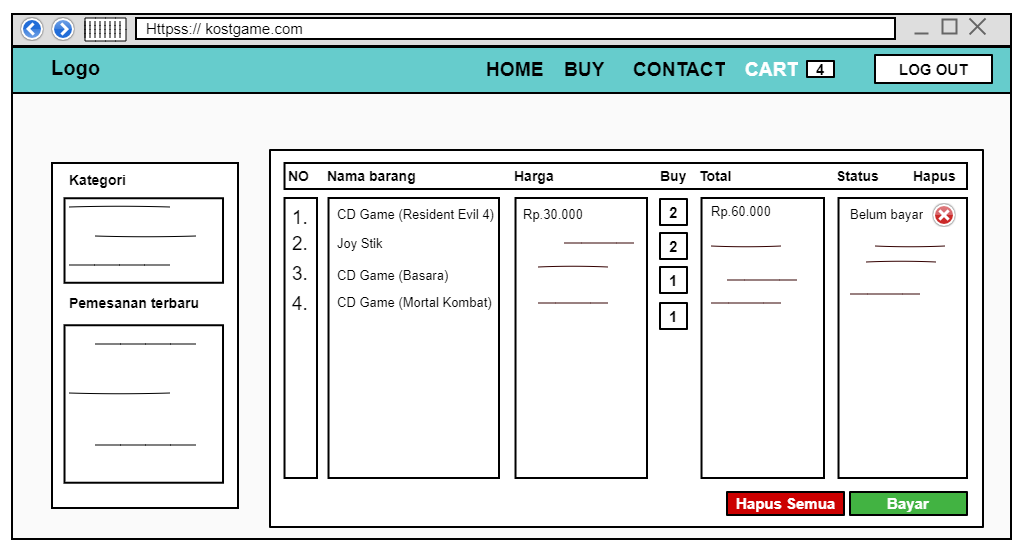 Httpss:// kostgame.com
Logo HOME BUY CONTACT CART 4 LOG OUT
Kategori
Pemesanan terbaru
NO Nama barang Harga Buy Total Status Hapus
1. CD Game (Resident Evil 4) Rp.30.000 2 Rp.60.000 Belum bayar
2. Joy Stik 2
3. CD Game (Basara) 1
4. CD Game (Mortal Kombat) 1
Hapus Semua Bayar